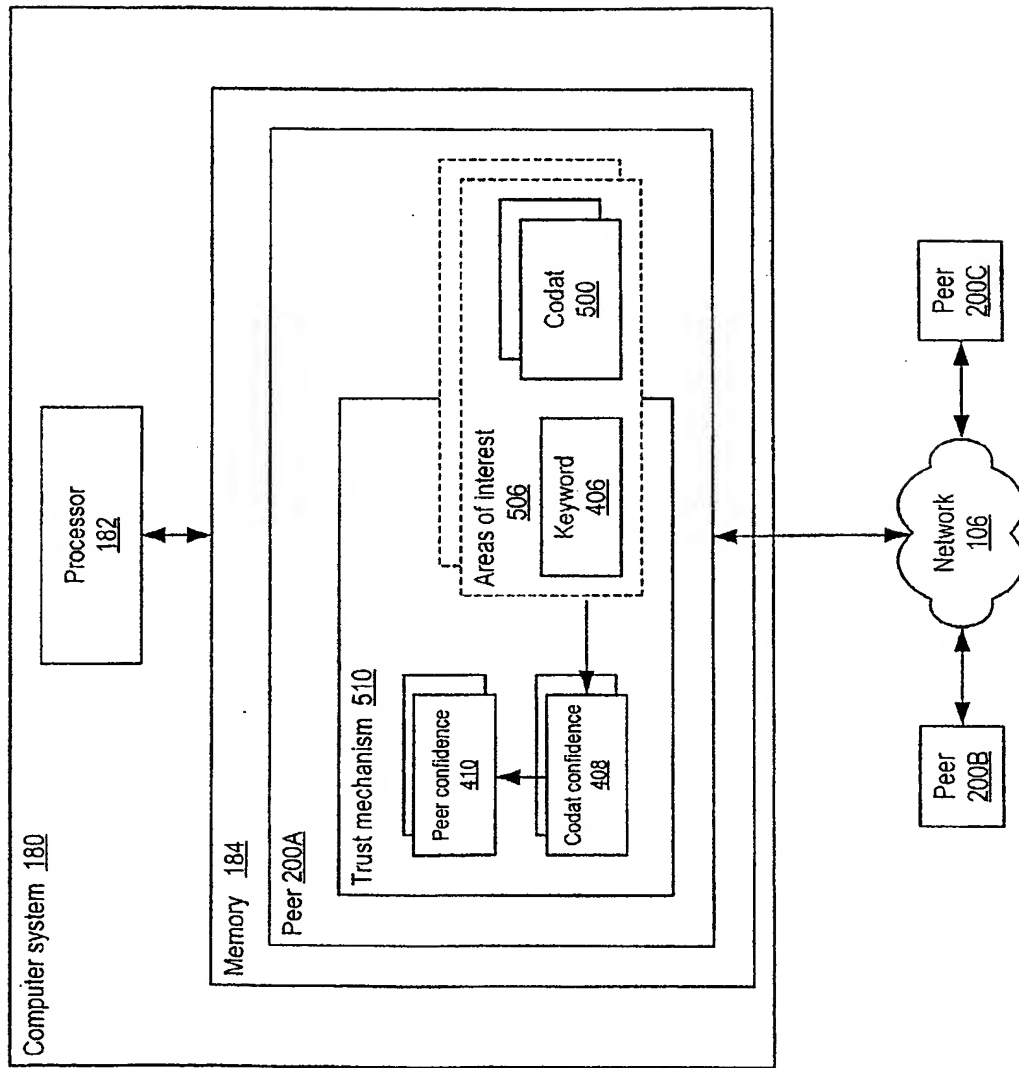 Computer system 180
Processor
182
Memory 184
Peer 200A
Trust mechanism 510
Peer confidence
410
Codat confidence
408
Areas of interest
506
Keyword
406
Codat
500
Peer
200B
Network
106
Peer
200C